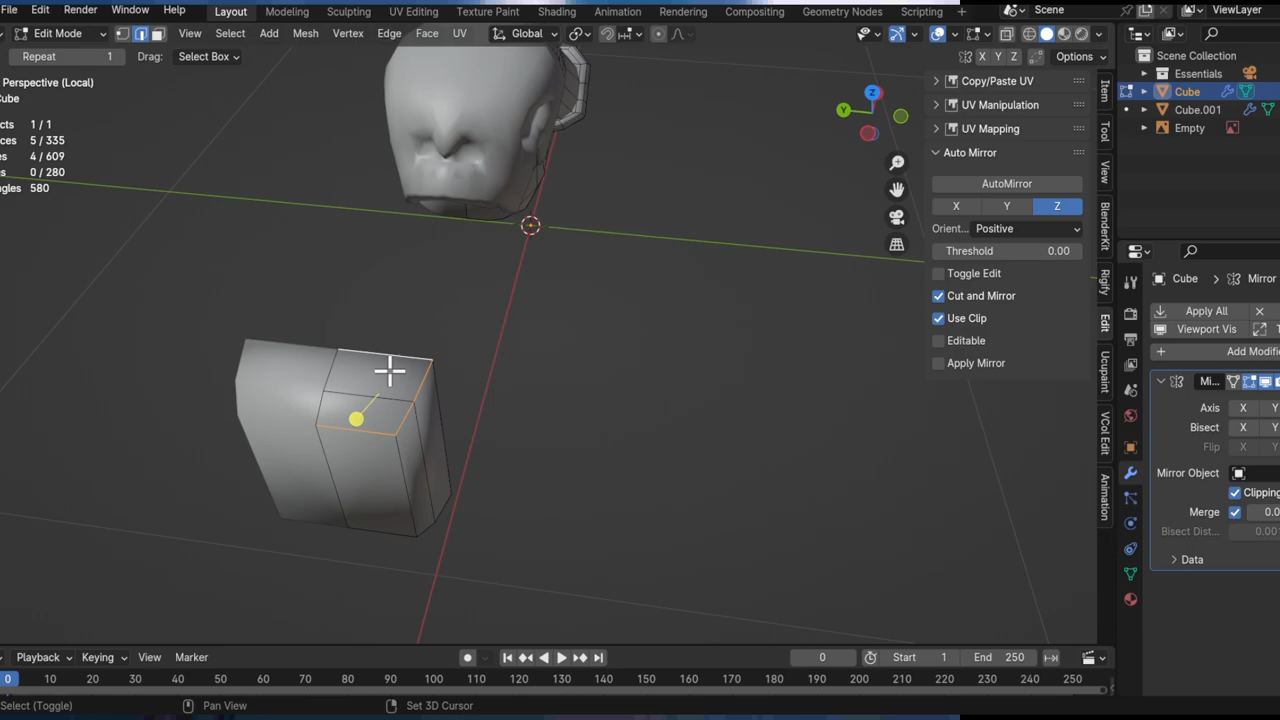 File Edit Render Window Help Layout Modeling Sculpting UV Editing Texture Paint Shading Animation Rendering Compositing Geometry Nodes Scripting + Scene ViewLayer
Edit Mode View Select Add Mesh Vertex Edge Face UV Global
Repeat 1 Drag: Select Box X Y Z Options
Perspective (Local)
Cube
cts 1 / 1
ces 5 / 335
es 4 / 609
s 0 / 280
ngles 580
Z
Y
Copy/Paste UV
UV Manipulation
UV Mapping
Auto Mirror
AutoMirror
X Y Z
Orient... Positive
Threshold 0.00
Toggle Edit
Cut and Mirror
Use Clip
Editable
Apply Mirror
Item
Tool
View
BlenderKit
Rigify
Edit
Ucupaint
VCol Edit
Animation
Scene Collection
Essentials
Cube
Cube.001
Empty
Cube > Mirror
Apply All
Viewport Vis
Add Modifi
Mi...
Axis X Y
Bisect X Y
Flip X Y
Mirror Object
Clipping
Merge 0.0
Bisect Dist... 0.001
Data
Playback Keying View Marker 0 Start 1 End 250
0 10 20 30 40 50 60 70 80 90 100 110 120 130 140 150 160 170 180 190 200 210 220 230 240 250
Select (Toggle) Pan View Set 3D Cursor